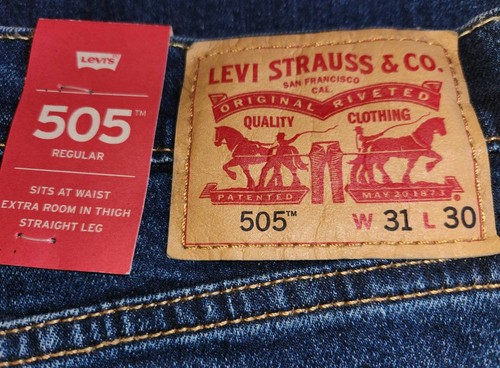 Levi's
505™
REGULAR
SITS AT WAIST
EXTRA ROOM IN THIGH
STRAIGHT LEG
LEVI STRAUSS & CO.
SAN FRANCISCO
CAL.
ORIGINAL RIVETED
QUALITY CLOTHING
PATENTED MAY 20 1873
505™ W 31 L 30